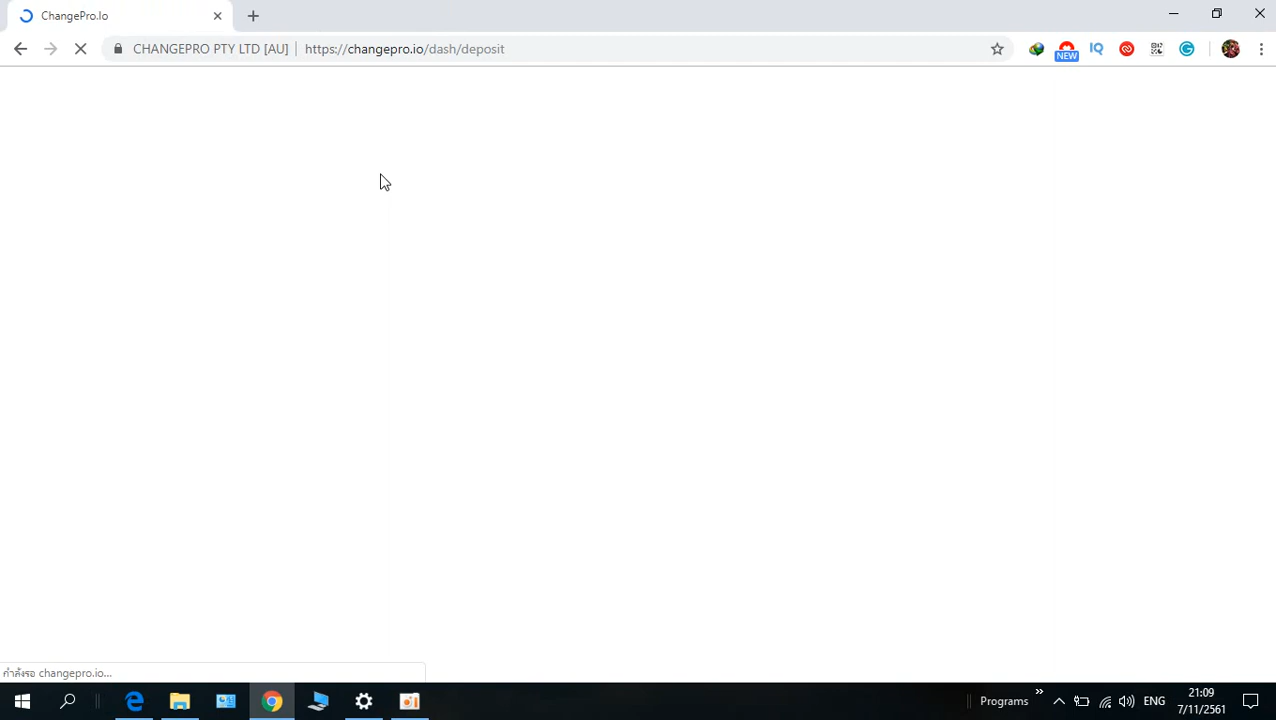 ChangePro.Io
CHANGEPRO PTY LTD [AU] | https://changepro.io/dash/deposit
NEW
IQ
กำลังรอ changepro.io...
Programs
ENG
21:09
7/11/2561